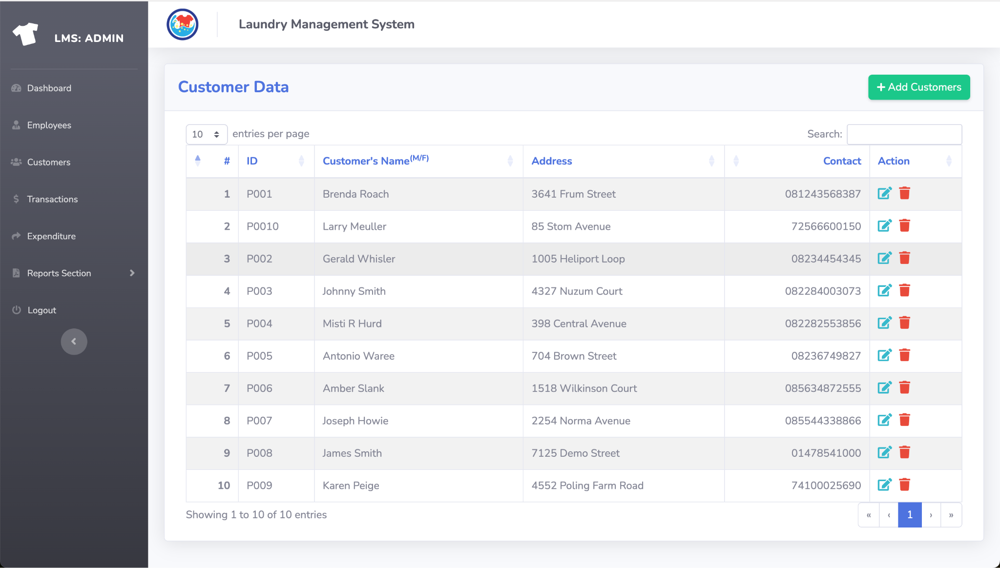 LMS: ADMIN
Dashboard
Employees
Customers
Transactions
Expenditure
Reports Section
Logout
Laundry Management System
Customer Data
+ Add Customers
10 entries per page
Search:
# ID Customer's Name(M/F) Address Contact Action
1 P001 Brenda Roach 3641 Frum Street 081243568387
2 P0010 Larry Meuller 85 Stom Avenue 72566600150
3 P002 Gerald Whisler 1005 Heliport Loop 08234454345
4 P003 Johnny Smith 4327 Nuzum Court 082284003073
5 P004 Misti R Hurd 398 Central Avenue 082282553856
6 P005 Antonio Waree 704 Brown Street 08236749827
7 P006 Amber Slank 1518 Wilkinson Court 085634872555
8 P007 Joseph Howie 2254 Norma Avenue 085544338866
9 P008 James Smith 7125 Demo Street 01478541000
10 P009 Karen Peige 4552 Poling Farm Road 74100025690
Showing 1 to 10 of 10 entries
« ‹ 1 › »